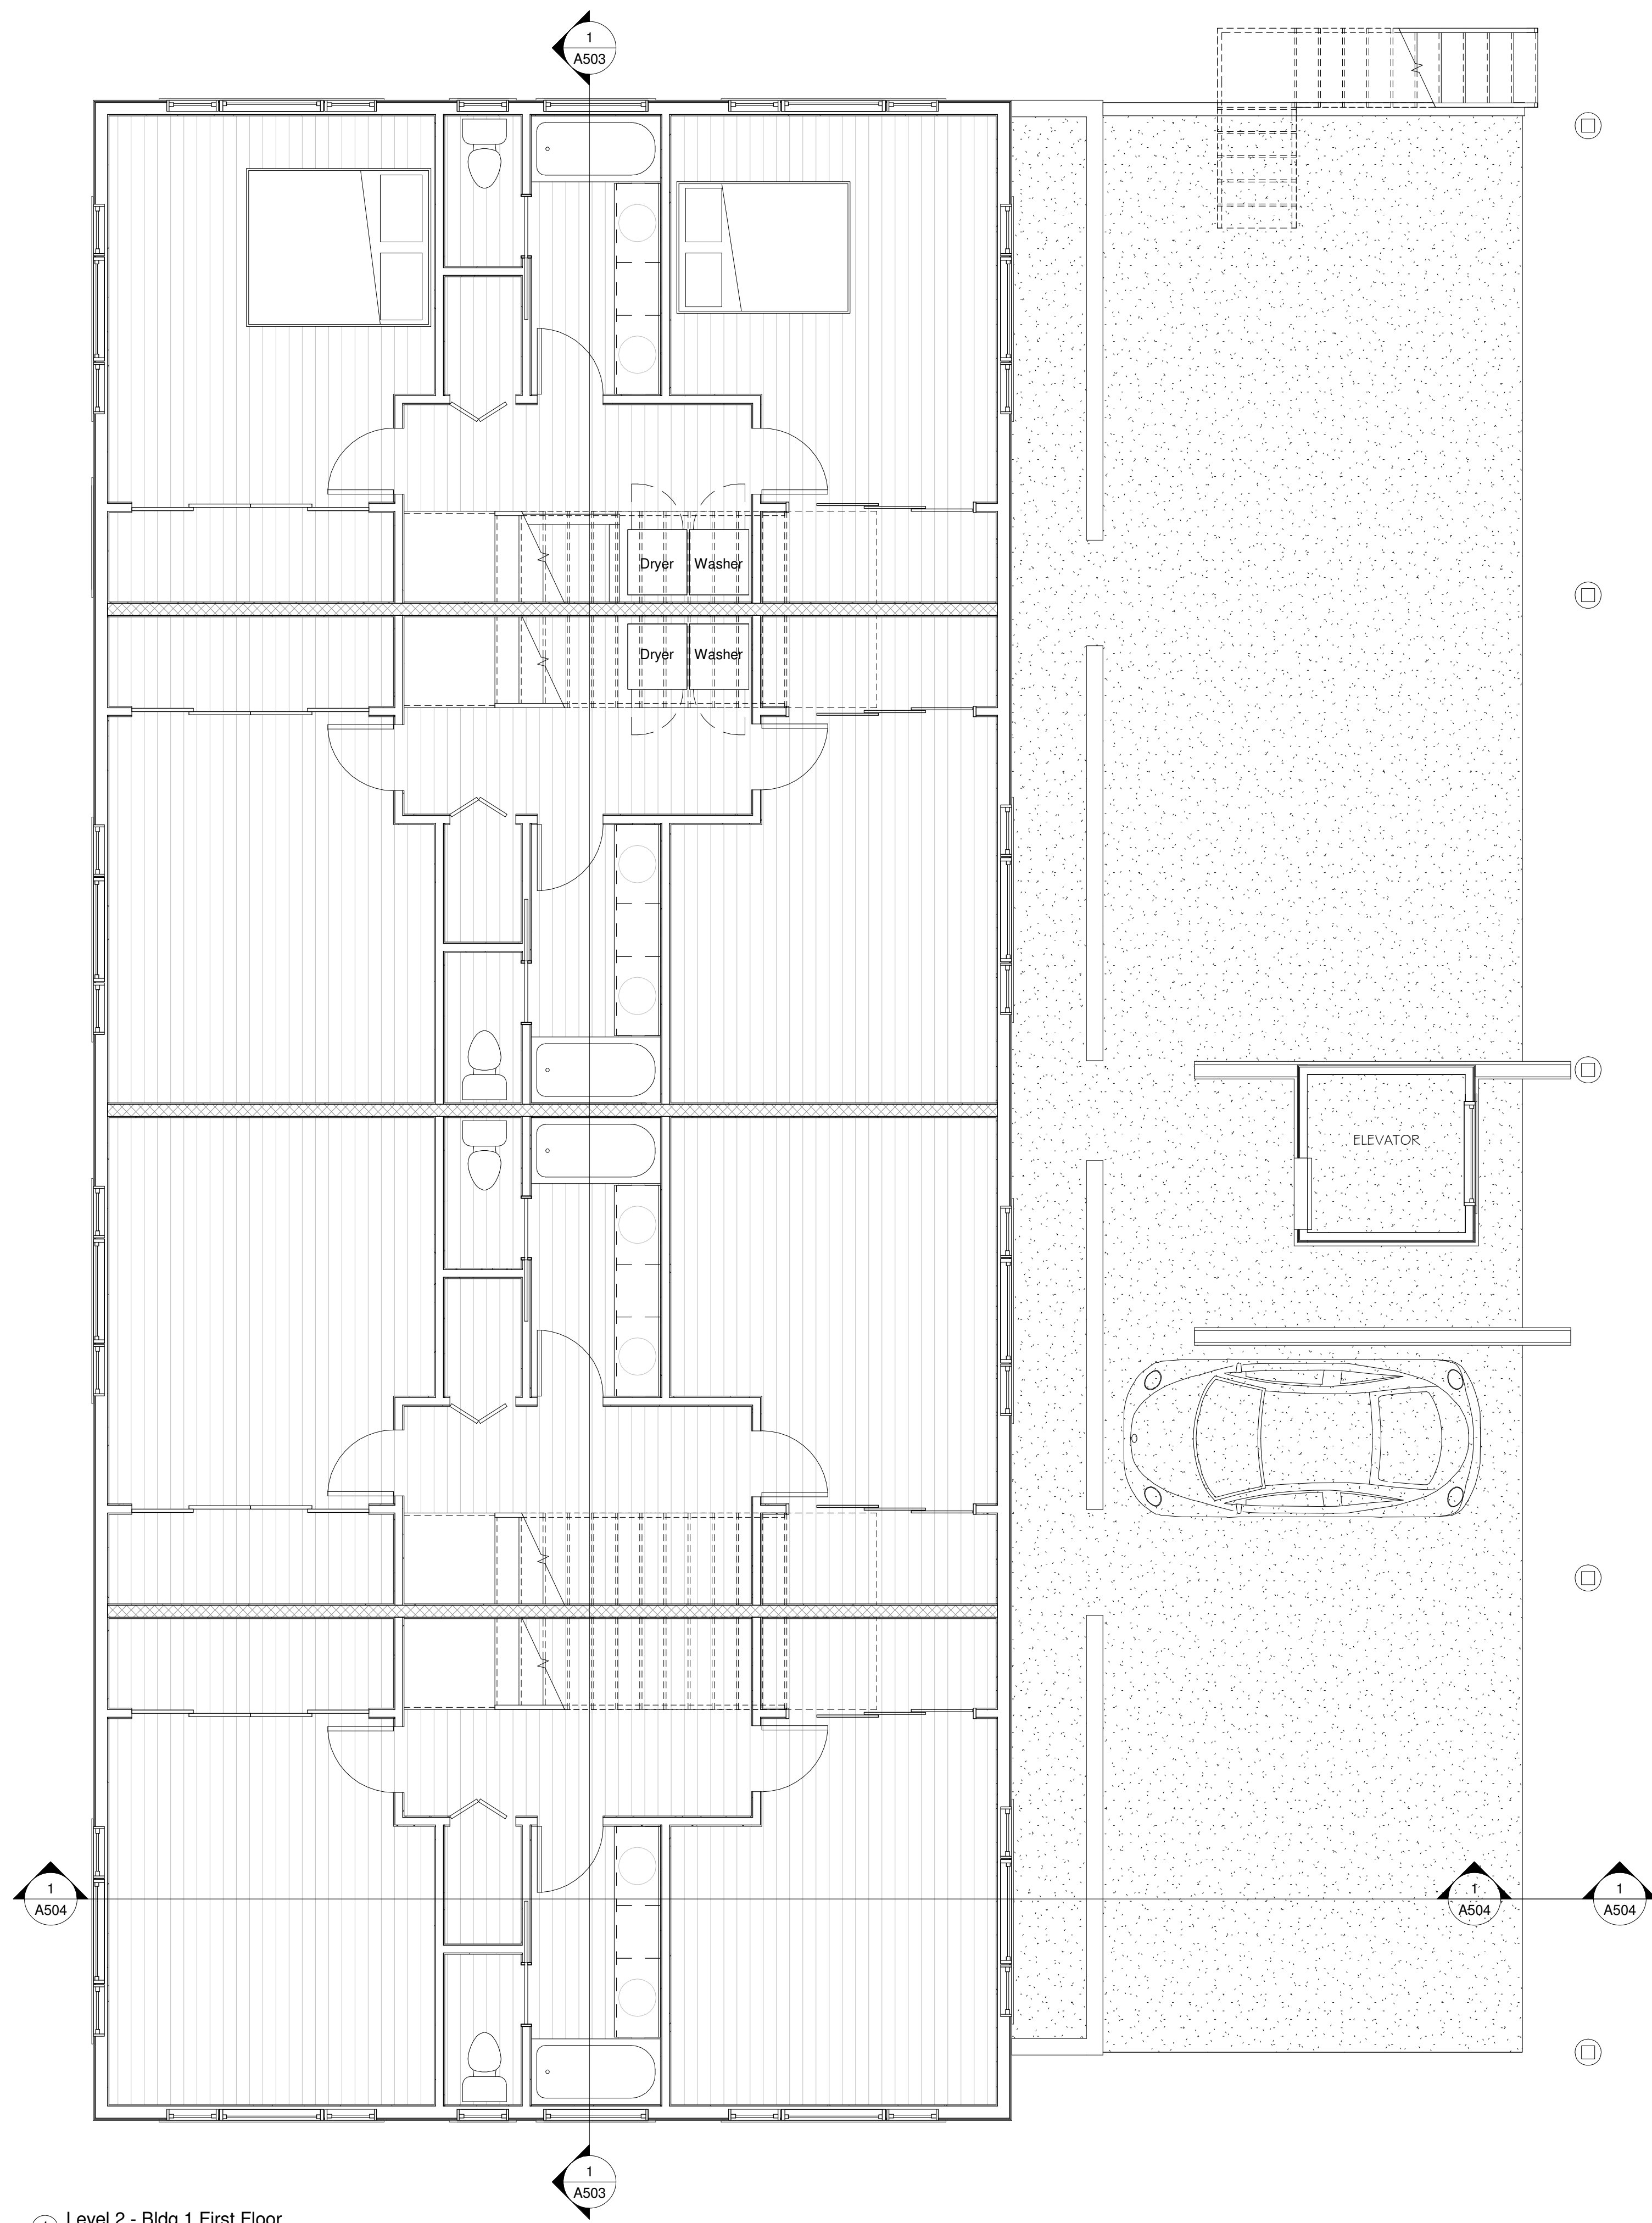 1
A503
Dryer Washer
Dryer Washer
ELEVATOR
1
A504
1
A504
1
A504
1
A503
Level 2 - Bldg 1 First Floor